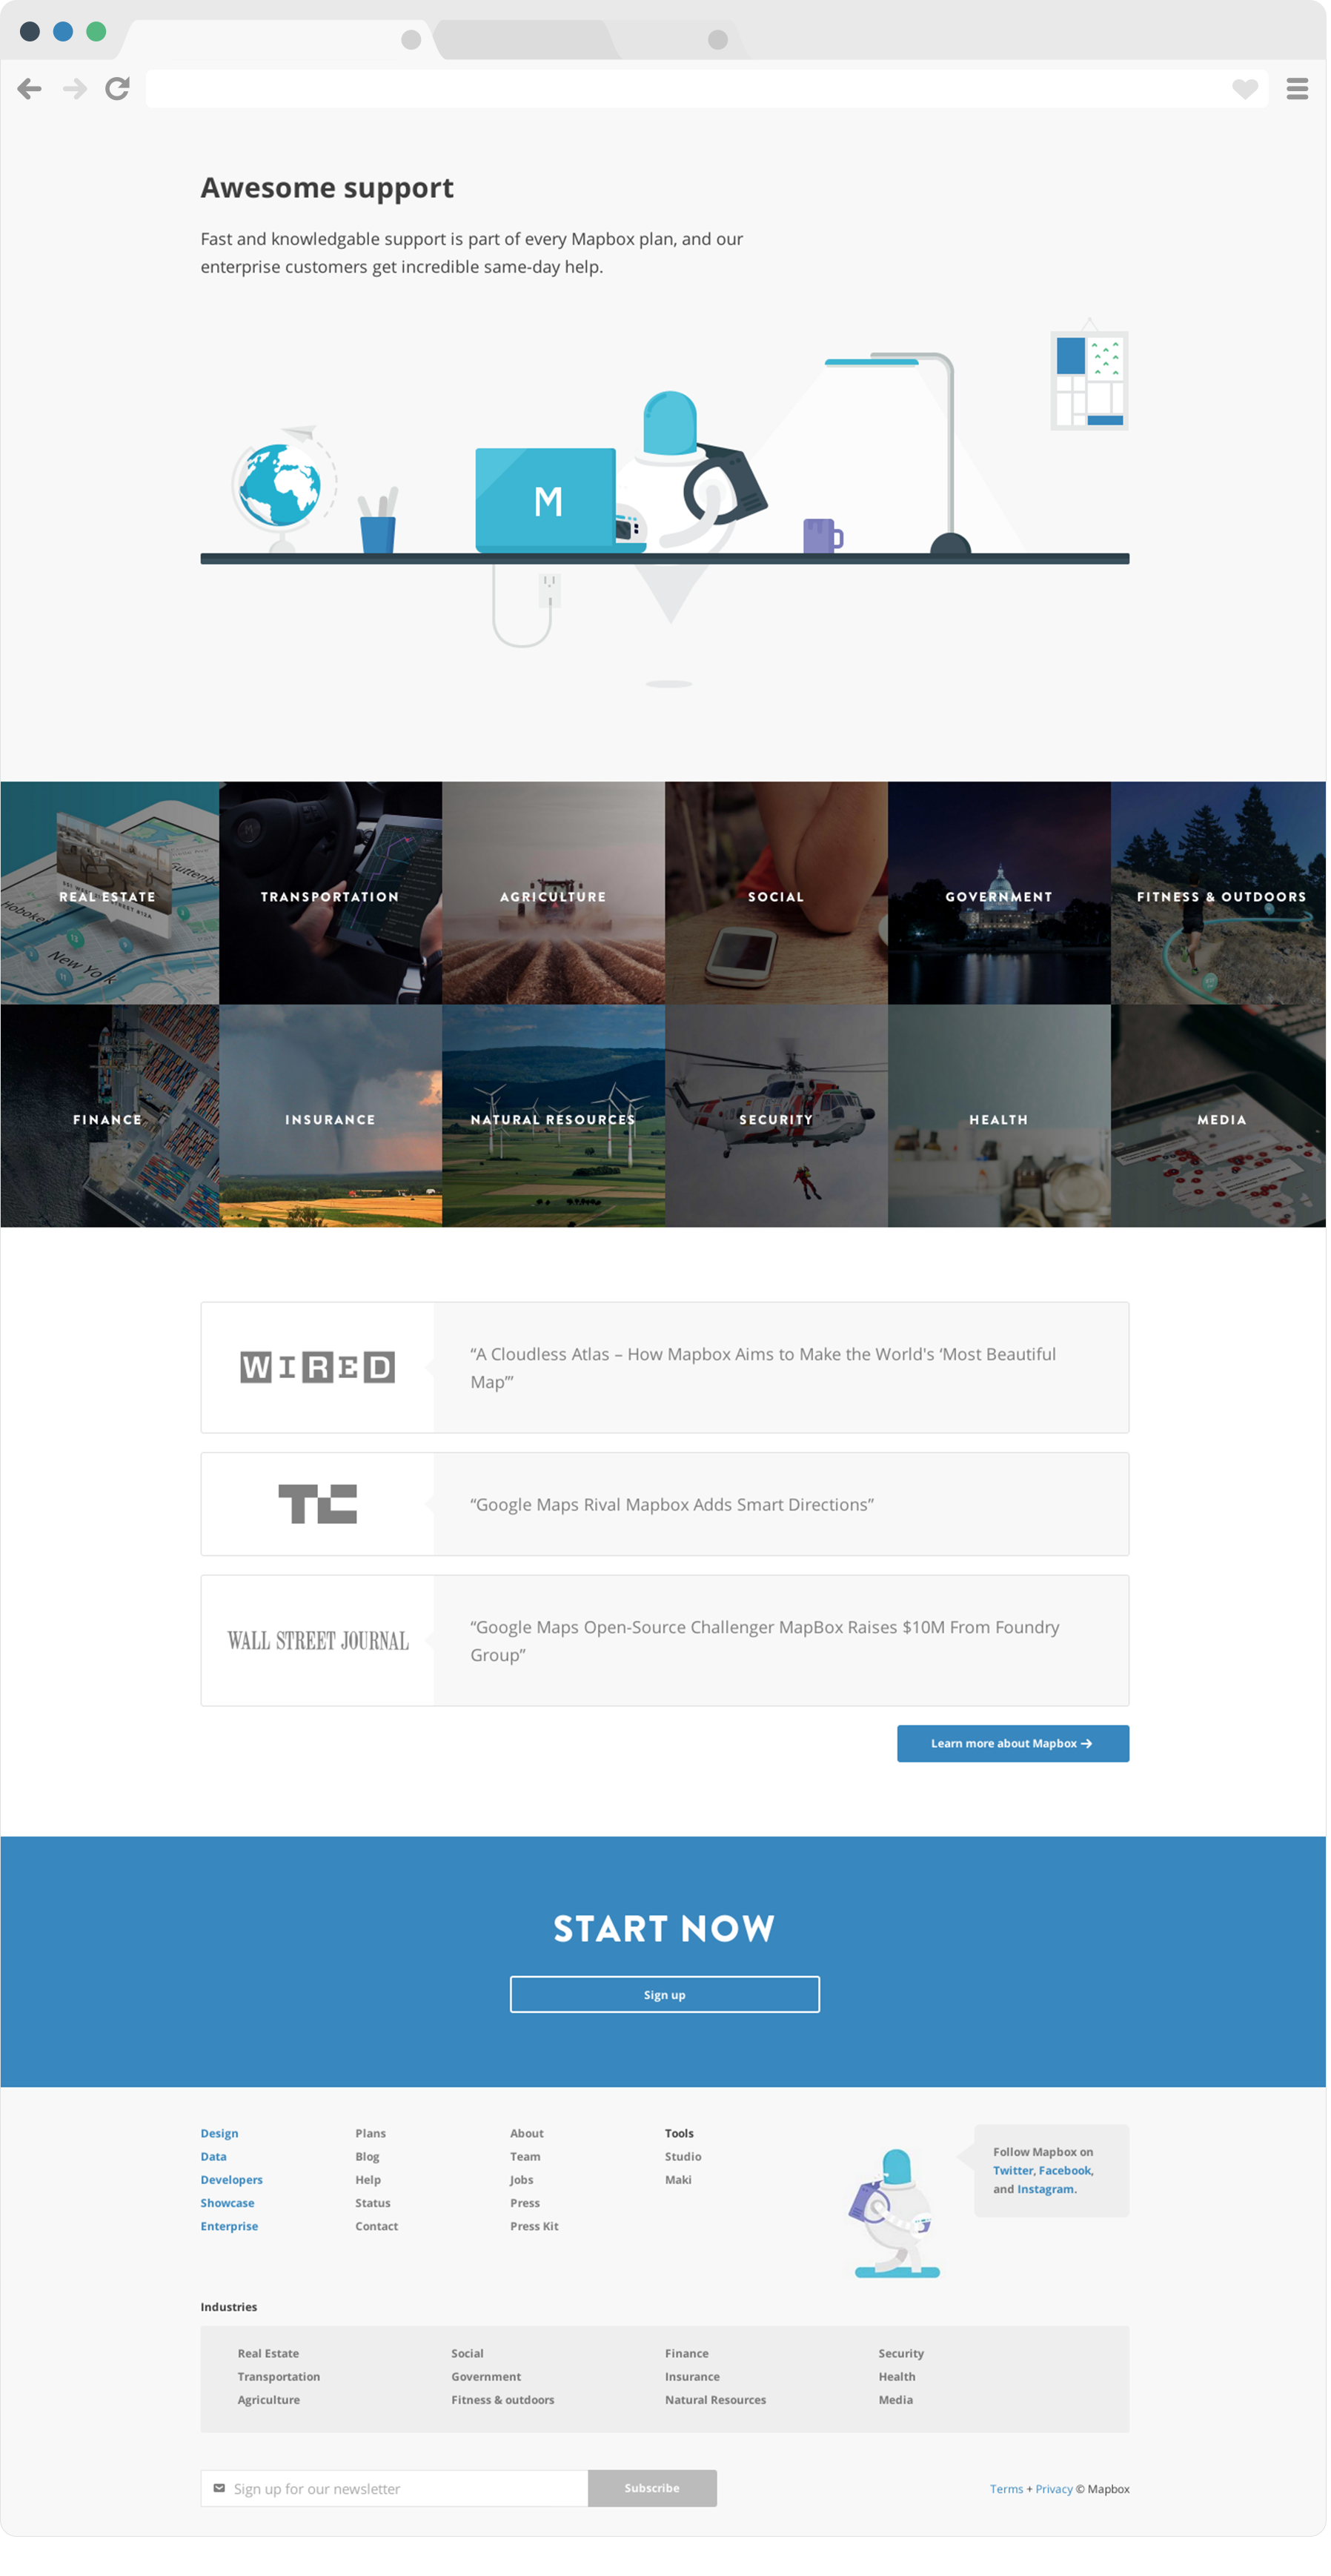 Awesome support
Fast and knowledgable support is part of every Mapbox plan, and our
enterprise customers get incredible same-day help.
M
REAL ESTATE
TRANSPORTATION
AGRICULTURE
SOCIAL
GOVERNMENT
FITNESS & OUTDOORS
Guttenb
Hoboken
New York
FINANCE
INSURANCE
NATURAL RESOURCES
SECURITY
HEALTH
MEDIA
WIRED
“A Cloudless Atlas – How Mapbox Aims to Make the World's ‘Most Beautiful
Map’”
TC
“Google Maps Rival Mapbox Adds Smart Directions”
WALL STREET JOURNAL
“Google Maps Open-Source Challenger MapBox Raises $10M From Foundry
Group”
Learn more about Mapbox →
START NOW
Sign up
Design
Data
Developers
Showcase
Enterprise
Plans
Blog
Help
Status
Contact
About
Team
Jobs
Press
Press Kit
Tools
Studio
Maki
Follow Mapbox on
Twitter, Facebook,
and Instagram.
Industries
Real Estate
Transportation
Agriculture
Social
Government
Fitness & outdoors
Finance
Insurance
Natural Resources
Security
Health
Media
Sign up for our newsletter
Subscribe
Terms + Privacy © Mapbox